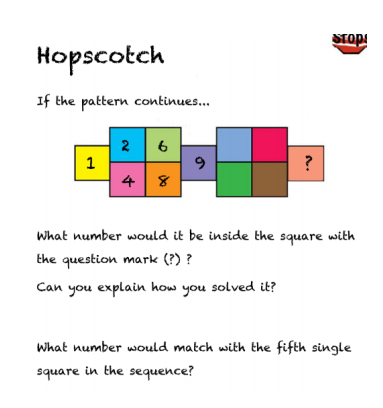 Stops
Hopscotch
If the pattern continues...
2 6
1 9 ?
4 8
What number would it be inside the square with
the question mark (?) ?
Can you explain how you solved it?
What number would match with the fifth single
square in the sequence?